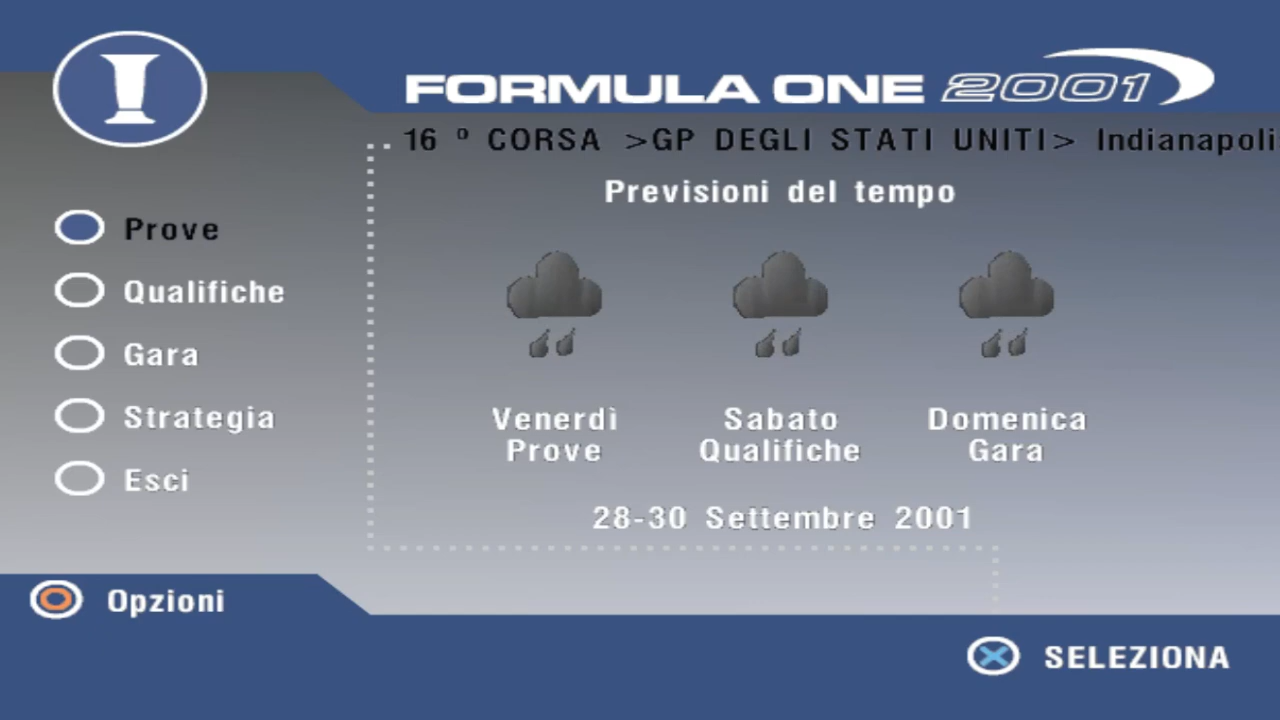 FORMULA ONE 2001
16 º CORSA >GP DEGLI STATI UNITI> Indianapoli
Previsioni del tempo
Prove
Qualifiche
Gara
Strategia
Esci
Venerdì
Prove
Sabato
Qualifiche
Domenica
Gara
28-30 Settembre 2001
Opzioni
SELEZIONA